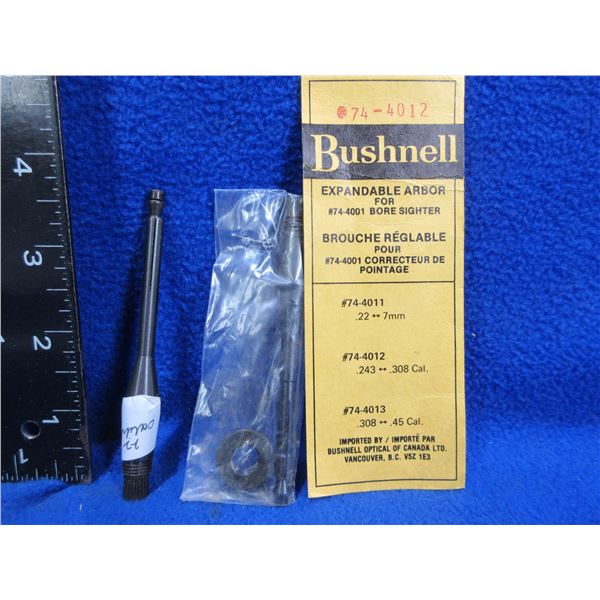 #74-4012
Bushnell
EXPANDABLE ARBOR
FOR
#74-4001 BORE SIGHTER
BROUCHE RÉGLABLE
POUR
#74-4001 CORRECTEUR DE
POINTAGE
#74-4011
.22 ↔ 7mm
#74-4012
.243 ↔ .308 Cal.
#74-4013
.308 ↔ .45 Cal.
IMPORTED BY / IMPORTÉ PAR
BUSHNELL OPTICAL OF CANADA LTD.
VANCOUVER, B.C. V5Z 1E3
4
3
2
1
1